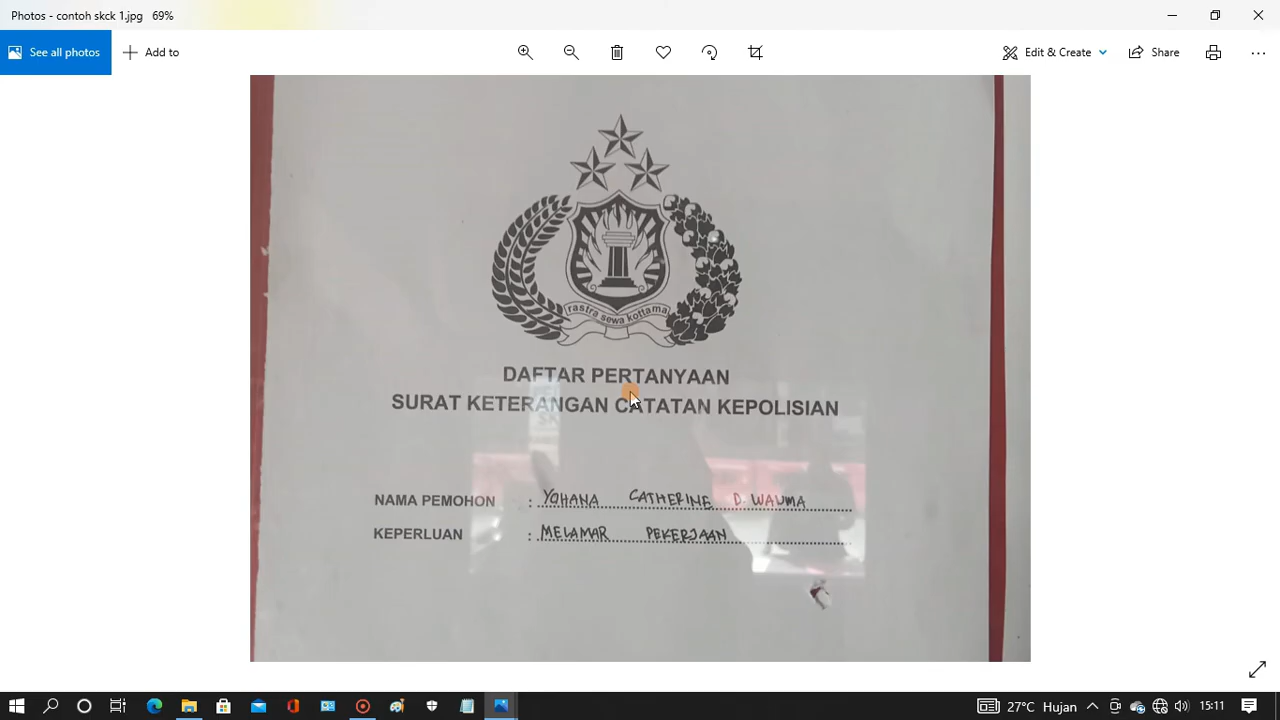 Photos - contoh skck 1.jpg 69%
See all photos Add to Edit & Create Share
rastra sewa kottama
DAFTAR PERTANYAAN
SURAT KETERANGAN CATATAN KEPOLISIAN
NAMA PEMOHON : YOHANA CATHERINE D. WAUMA
KEPERLUAN : MELAMAR PEKERJAAN
27°C Hujan 15:11